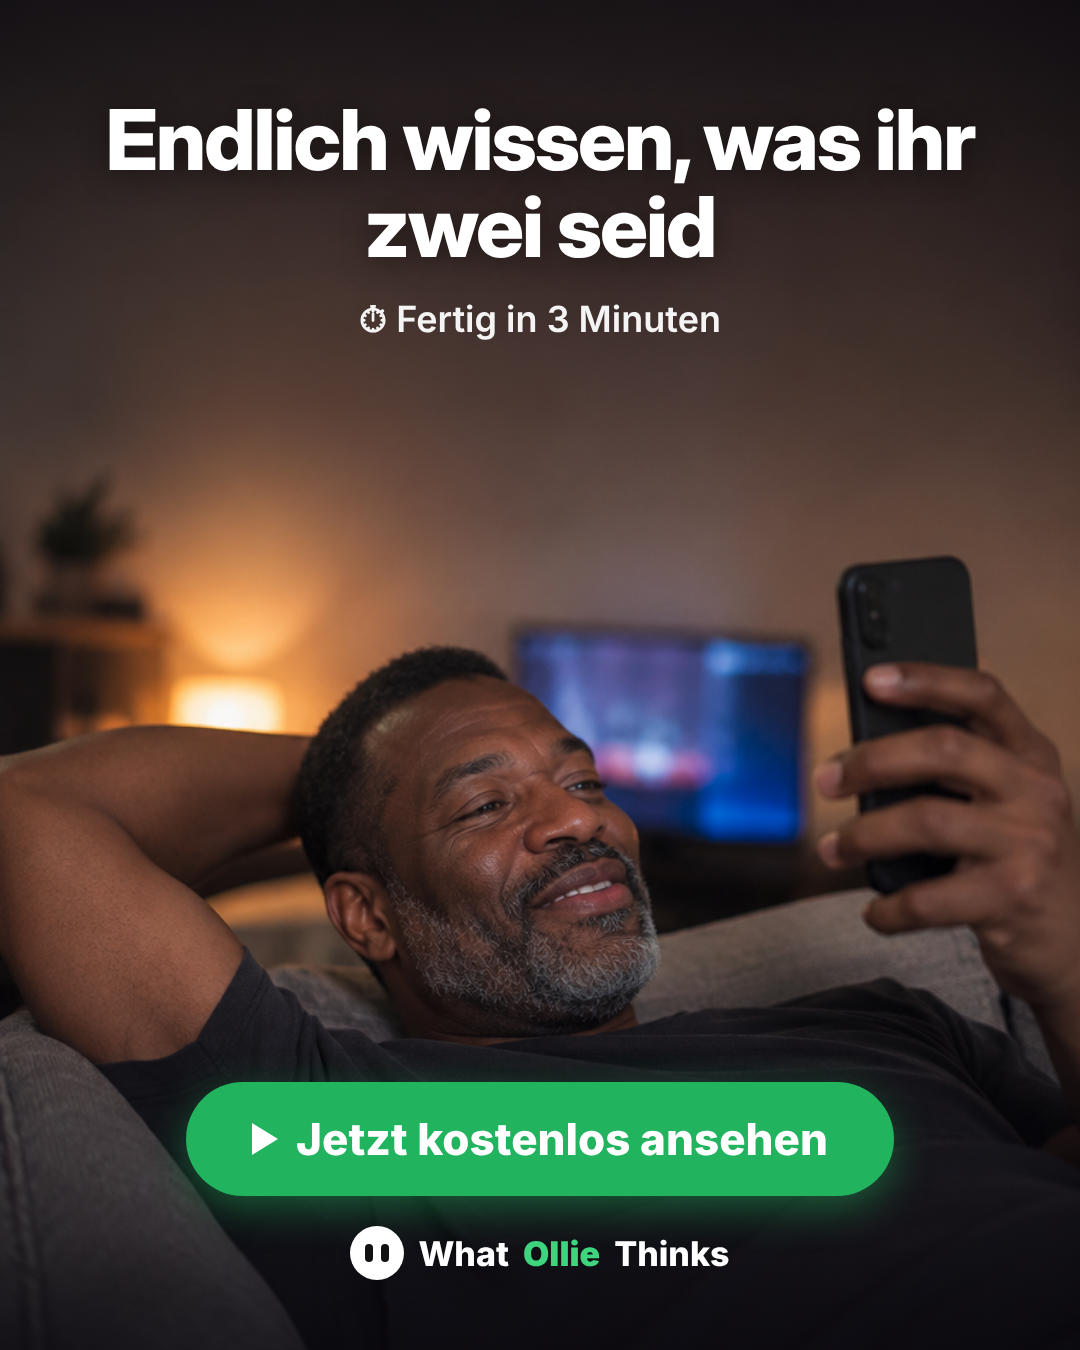 Endlich wissen, was ihr
zwei seid
⏱ Fertig in 3 Minuten
▶ Jetzt kostenlos ansehen
What Ollie Thinks